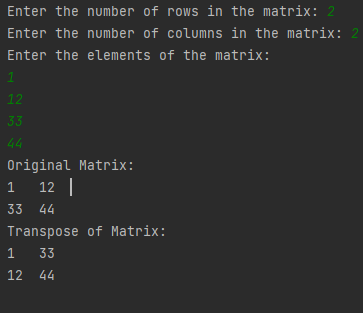 Enter the number of rows in the matrix: 2
Enter the number of columns in the matrix: 2
Enter the elements of the matrix:
1
12
33
44
Original Matrix:
1   12
33  44
Transpose of Matrix:
1   33
12  44